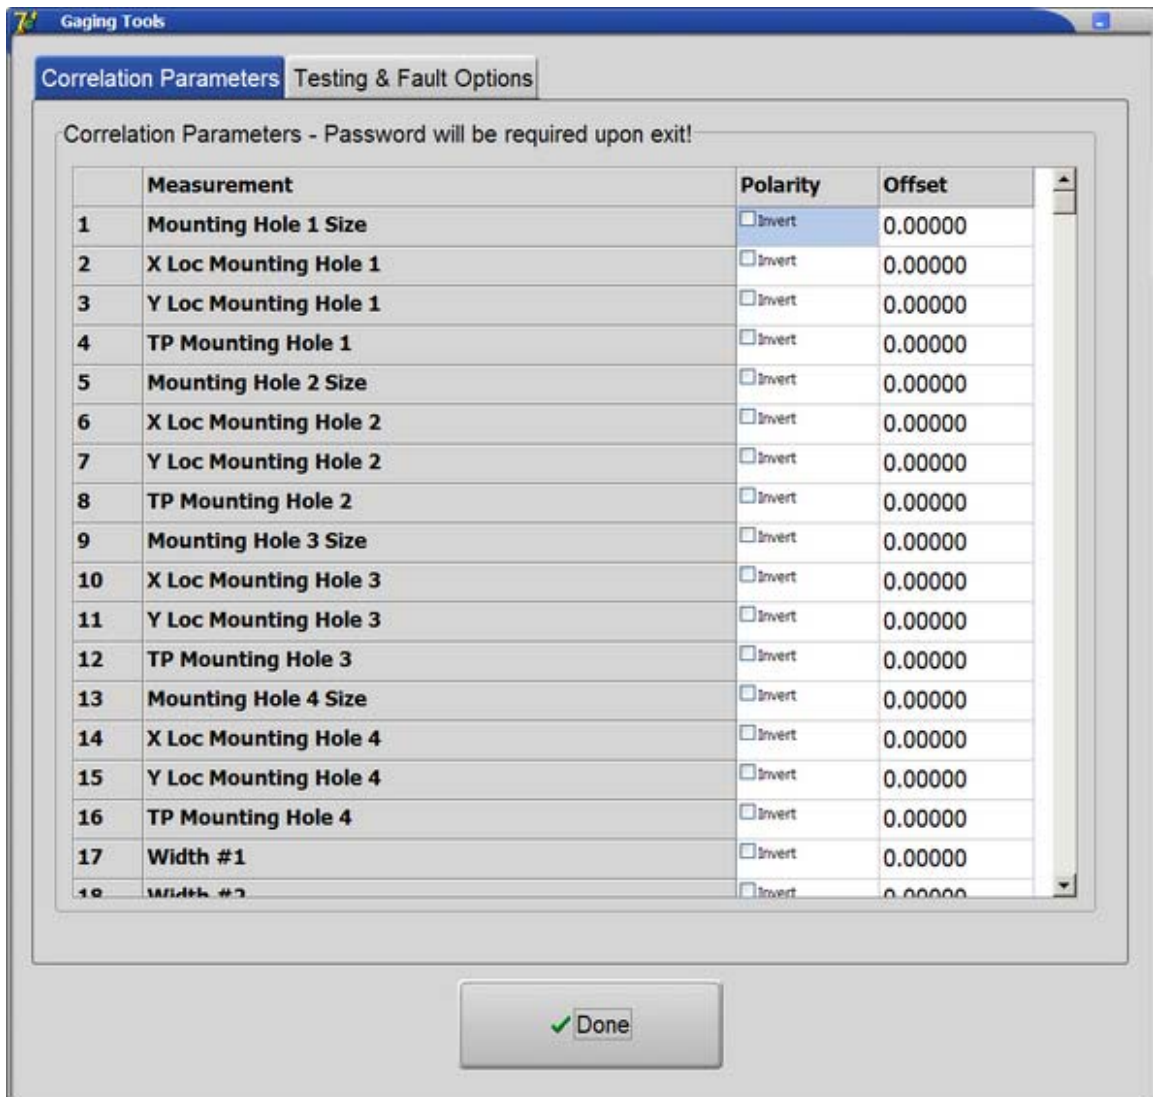 Gaging Tools
Correlation Parameters Testing & Fault Options
Correlation Parameters - Password will be required upon exit!
Measurement Polarity Offset
1 Mounting Hole 1 Size Invert 0.00000
2 X Loc Mounting Hole 1 Invert 0.00000
3 Y Loc Mounting Hole 1 Invert 0.00000
4 TP Mounting Hole 1 Invert 0.00000
5 Mounting Hole 2 Size Invert 0.00000
6 X Loc Mounting Hole 2 Invert 0.00000
7 Y Loc Mounting Hole 2 Invert 0.00000
8 TP Mounting Hole 2 Invert 0.00000
9 Mounting Hole 3 Size Invert 0.00000
10 X Loc Mounting Hole 3 Invert 0.00000
11 Y Loc Mounting Hole 3 Invert 0.00000
12 TP Mounting Hole 3 Invert 0.00000
13 Mounting Hole 4 Size Invert 0.00000
14 X Loc Mounting Hole 4 Invert 0.00000
15 Y Loc Mounting Hole 4 Invert 0.00000
16 TP Mounting Hole 4 Invert 0.00000
17 Width #1 Invert 0.00000
18 Width #2 Invert 0.00000
Done